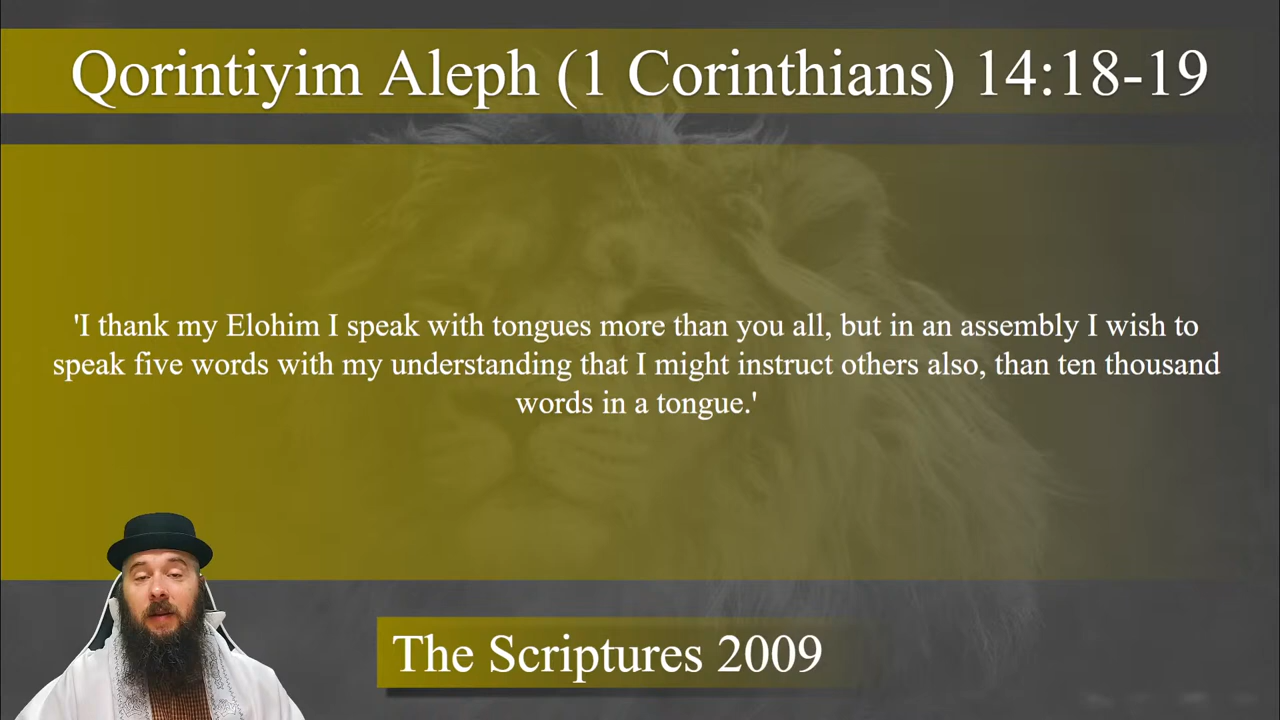 Qorintiyim Aleph (1 Corinthians) 14:18-19
'I thank my Elohim I speak with tongues more than you all, but in an assembly I wish to
speak five words with my understanding that I might instruct others also, than ten thousand
words in a tongue.'
The Scriptures 2009